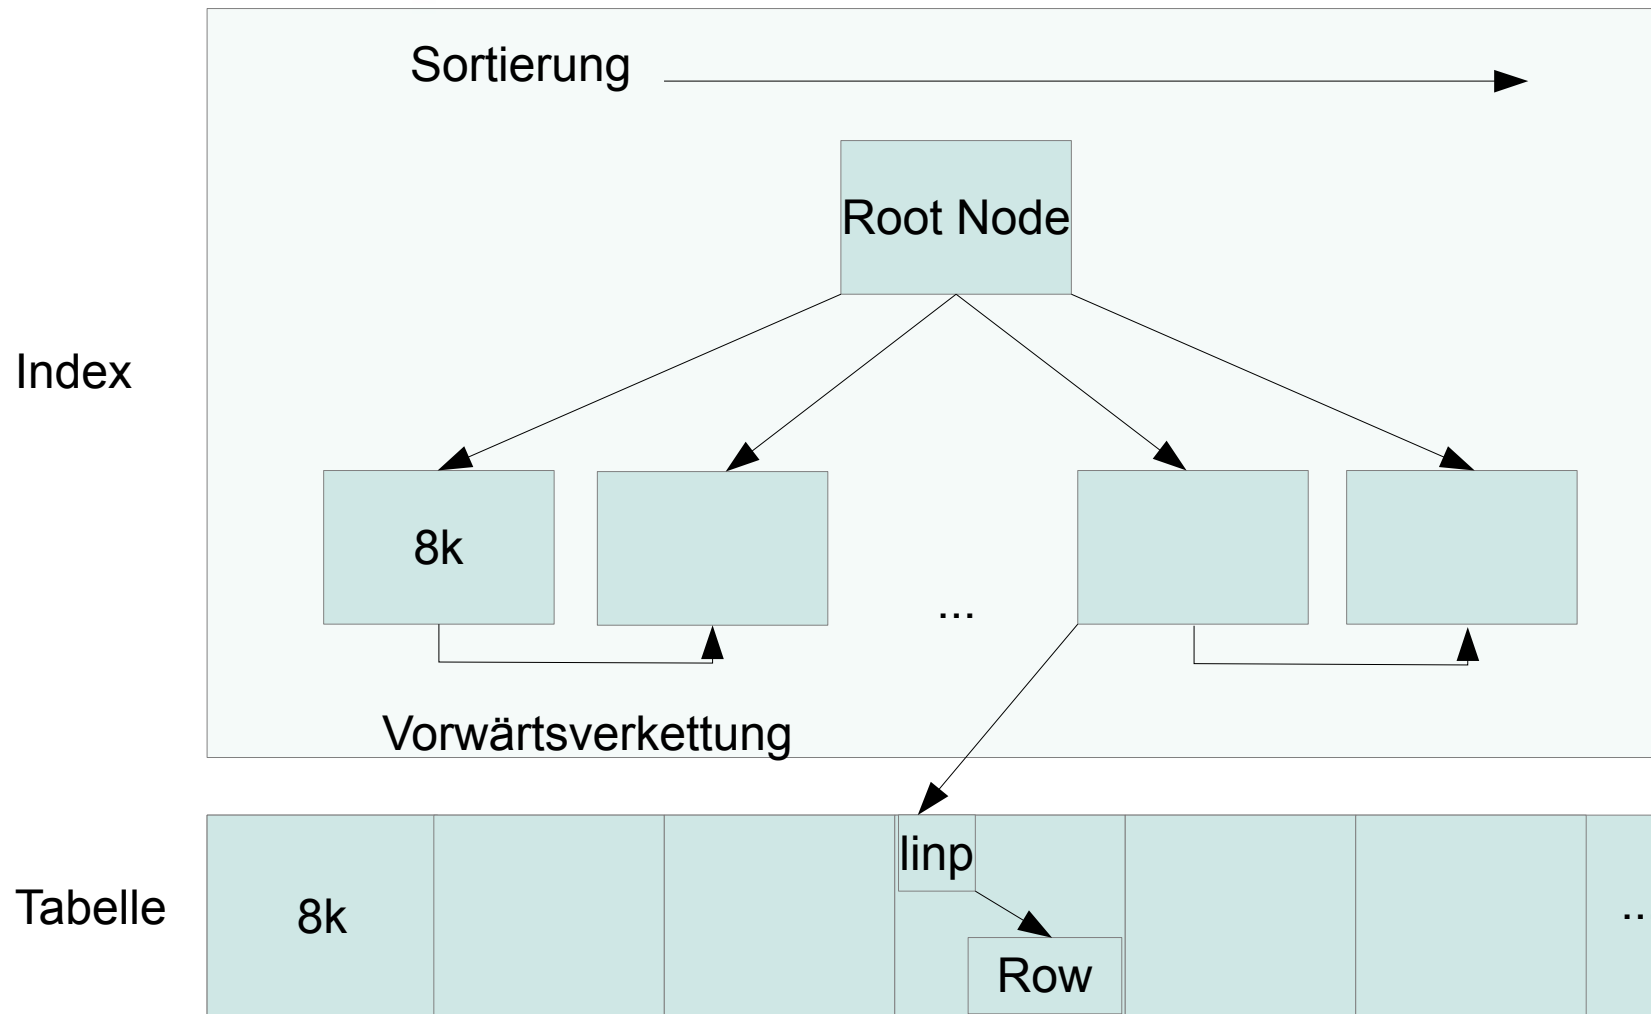 Sortierung
Root Node
Index
8k
...
Vorwärtsverkettung
linp
Tabelle
8k
..
Row